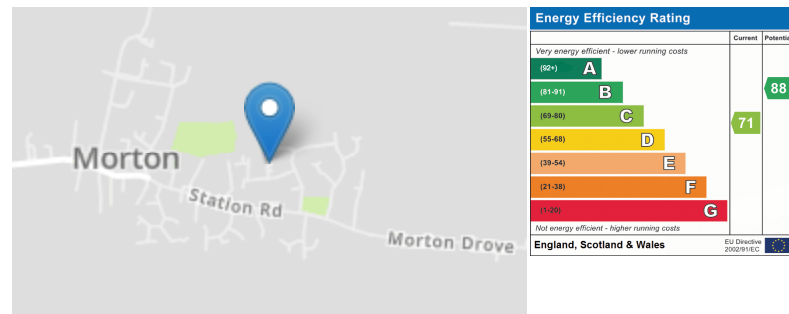 Morton
Station Rd
Morton Drove
Energy Efficiency Rating
Current
Potentia
Very energy efficient - lower running costs
(92+) A
(81-91) B
(69-80) C
(55-68) D
(39-54) E
(21-38) F
(1-20) G
71
88
Not energy efficient - higher running costs
England, Scotland & Wales
EU Directive
2002/91/EC